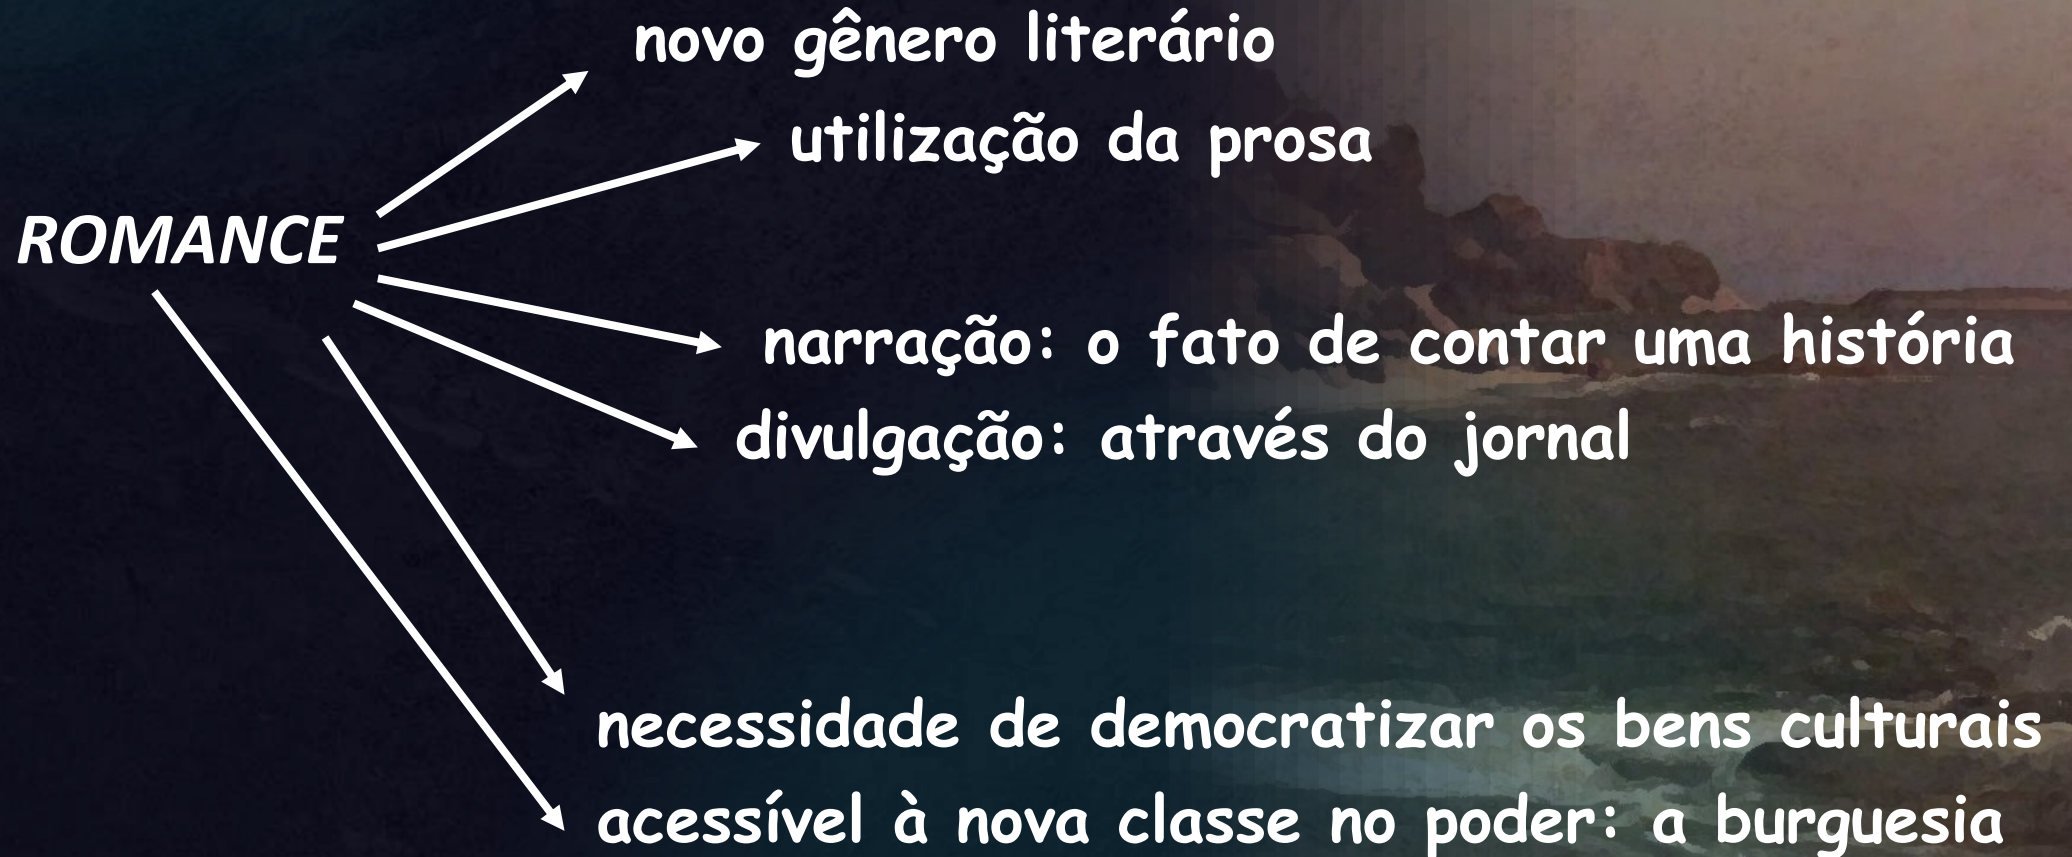 novo gênero literário
utilização da prosa
ROMANCE
narração: o fato de contar uma história
divulgação: através do jornal
necessidade de democratizar os bens culturais
acessível à nova classe no poder: a burguesia